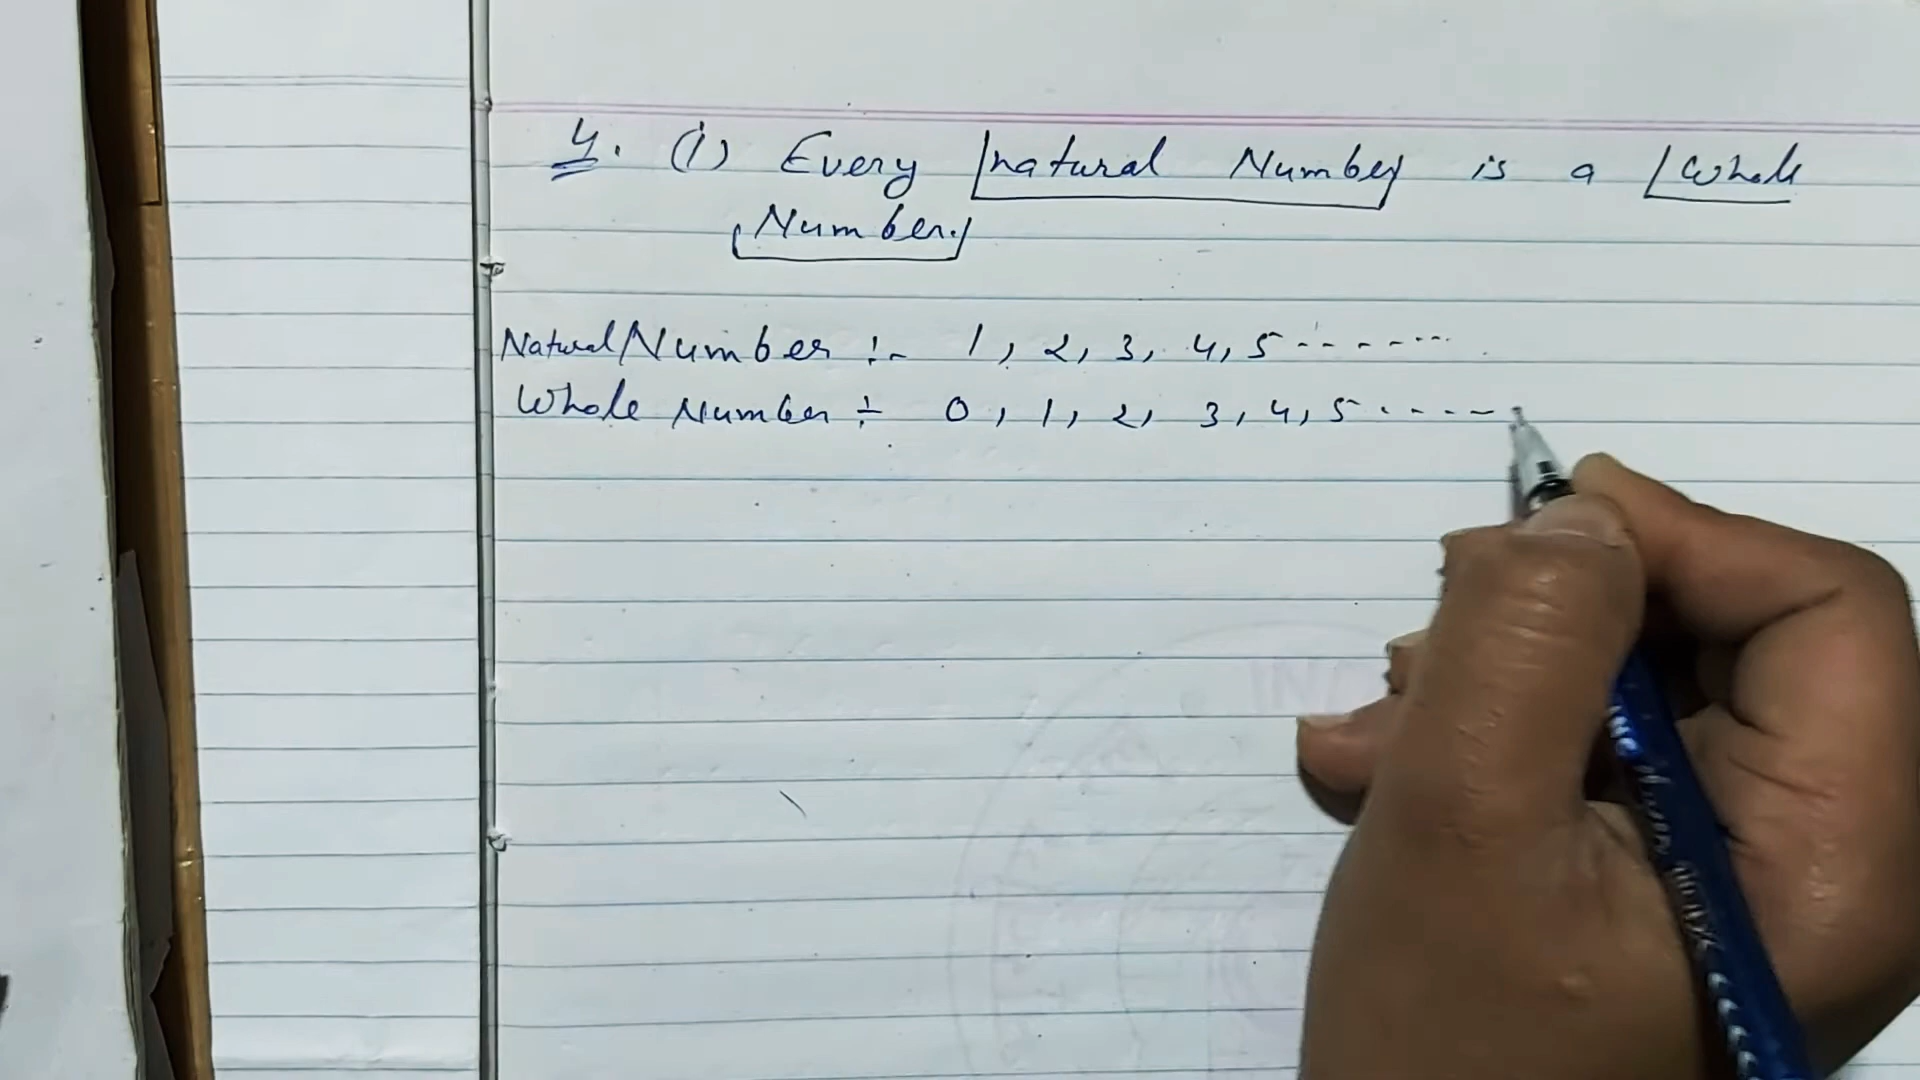 4. (i) Every natural Number is a Whole
Number.
Natural Number :- 1, 2, 3, 4, 5.......
Whole Number ÷ 0, 1, 2, 3, 4, 5.....